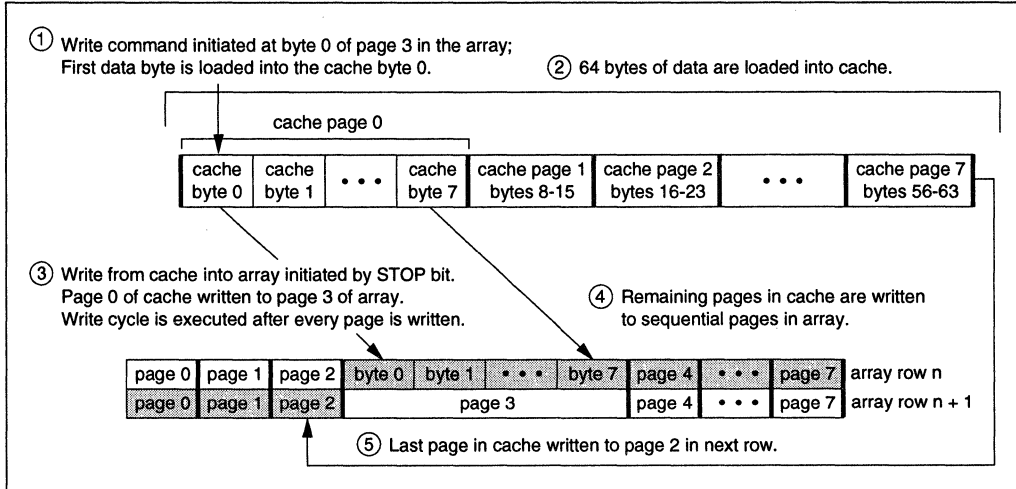 ① Write command initiated at byte 0 of page 3 in the array;
First data byte is loaded into the cache byte 0.
② 64 bytes of data are loaded into cache.
cache page 0
cache byte 0 cache byte 1 • • • cache byte 7 cache page 1 bytes 8-15 cache page 2 bytes 16-23 • • • cache page 7 bytes 56-63
③ Write from cache into array initiated by STOP bit.
Page 0 of cache written to page 3 of array.
Write cycle is executed after every page is written.
④ Remaining pages in cache are written
to sequential pages in array.
page 0 page 1 page 2 byte 0 byte 1 • • • byte 7 page 4 • • • page 7 array row n
page 0 page 1 page 2 page 3 page 4 • • • page 7 array row n + 1
⑤ Last page in cache written to page 2 in next row.